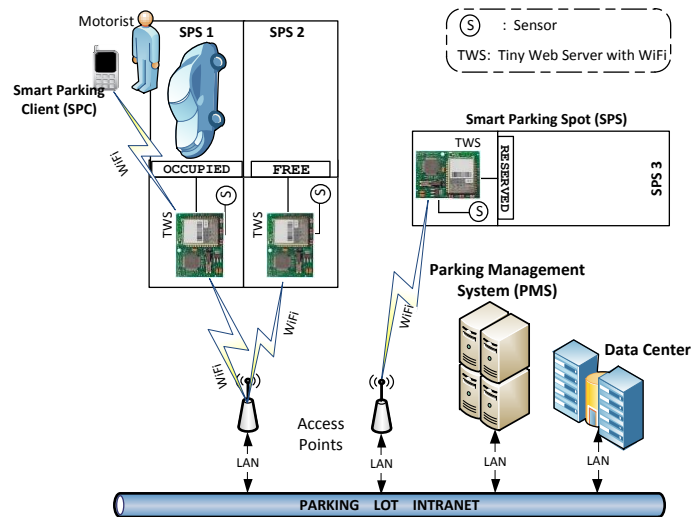 Motorist
SPS 1
SPS 2
S : Sensor
TWS: Tiny Web Server with WiFi
Smart Parking
Client (SPC)
WiFi
OCCUPIED
FREE
S
S
TWS
TWS
WiFi
WiFi
Smart Parking Spot (SPS)
TWS
RESERVED
SPS 3
S
WiFi
Parking Management
System (PMS)
Data Center
Access
Points
LAN
LAN
LAN
LAN
PARKING LOT INTRANET